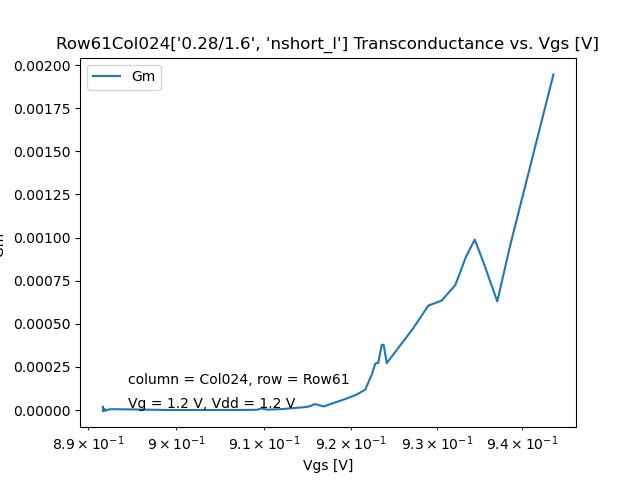 Row61Col024['0.28/1.6', 'nshort_l'] Transconductance vs. Vgs [V]
Gm
0.00200
0.00175
0.00150
0.00125
0.00100
0.00075
0.00050
0.00025
0.00000
Gm
column = Col024, row = Row61
Vg = 1.2 V, Vdd = 1.2 V
8.9 × 10⁻¹ 9 × 10⁻¹ 9.1 × 10⁻¹ 9.2 × 10⁻¹ 9.3 × 10⁻¹ 9.4 × 10⁻¹
Vgs [V]